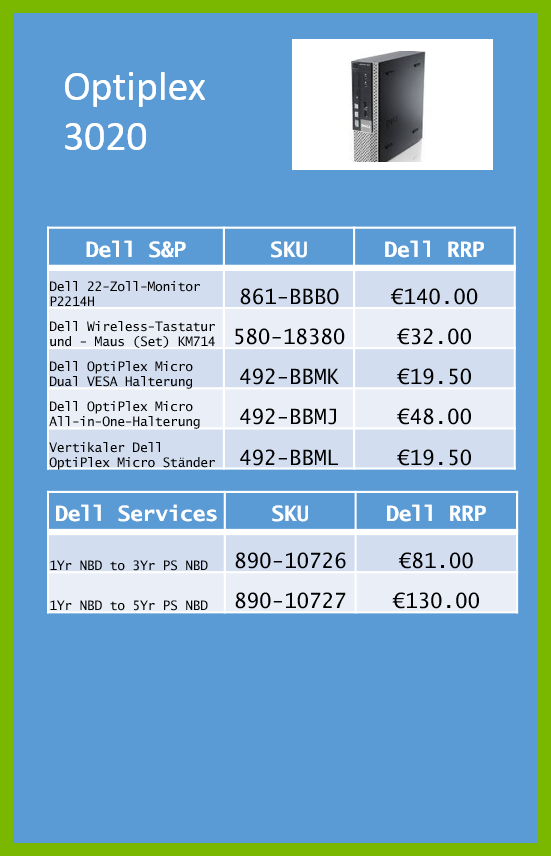 Optiplex
3020
Dell S&P SKU Dell RRP
Dell 22-Zoll-Monitor
P2214H 861-BBBO €140.00
Dell Wireless-Tastatur
und - Maus (Set) KM714 580-18380 €32.00
Dell OptiPlex Micro
Dual VESA Halterung 492-BBMK €19.50
Dell OptiPlex Micro
All-in-One-Halterung 492-BBMJ €48.00
Vertikaler Dell
OptiPlex Micro Ständer 492-BBML €19.50
Dell Services SKU Dell RRP
1Yr NBD to 3Yr PS NBD 890-10726 €81.00
1Yr NBD to 5Yr PS NBD 890-10727 €130.00